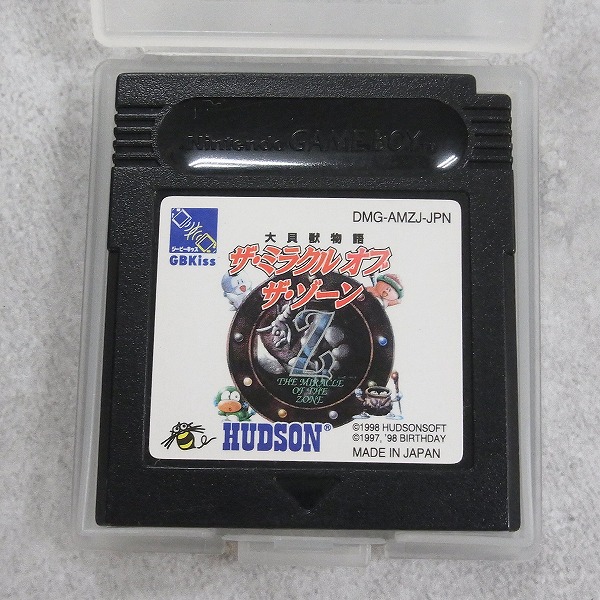 Nintendo GAME BOY
DMG-AMZJ-JPN
ジービーキッス
GBKiss
大貝獣物語
ザ・ミラクル オブ
ザ・ゾーン
Z
THE MIRACLE
OF THE
ZONE
HUDSON®
©1998 HUDSONSOFT
©1997, '98 BIRTHDAY
MADE IN JAPAN